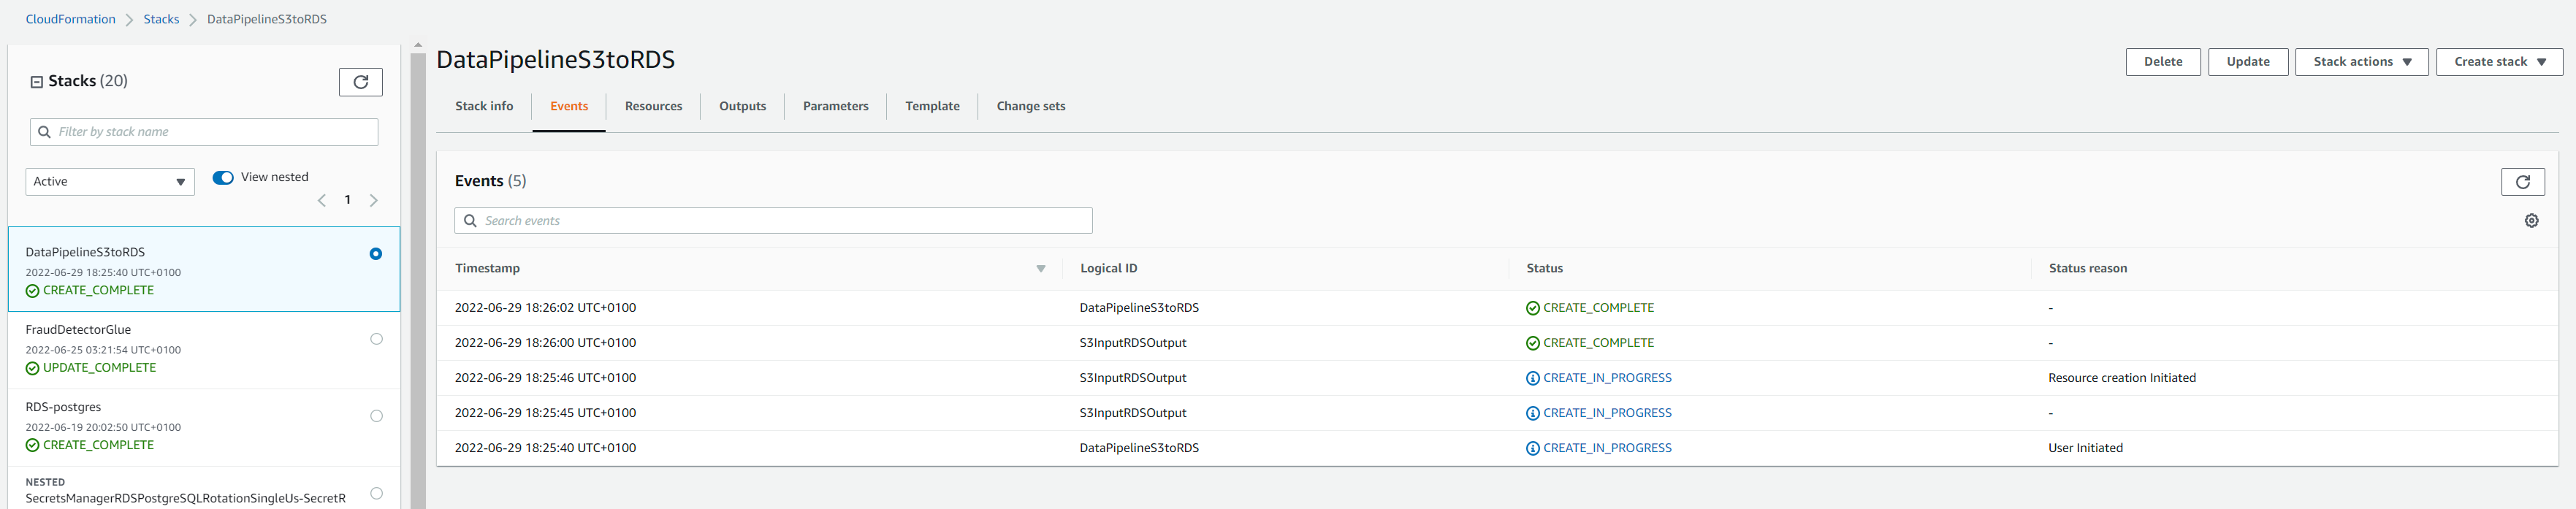 CloudFormation > Stacks > DataPipelineS3toRDS
Stacks (20)
Filter by stack name
Active
View nested
1
DataPipelineS3toRDS
2022-06-29 18:25:40 UTC+0100
CREATE_COMPLETE
FraudDetectorGlue
2022-06-25 03:21:54 UTC+0100
UPDATE_COMPLETE
RDS-postgres
2022-06-19 20:02:50 UTC+0100
CREATE_COMPLETE
NESTED
SecretsManagerRDSPostgreSQLRotationSingleUs-SecretR
DataPipelineS3toRDS
Delete Update Stack actions Create stack
Stack info Events Resources Outputs Parameters Template Change sets
Events (5)
Search events
Timestamp Logical ID Status Status reason
2022-06-29 18:26:02 UTC+0100 DataPipelineS3toRDS CREATE_COMPLETE -
2022-06-29 18:26:00 UTC+0100 S3InputRDSOutput CREATE_COMPLETE -
2022-06-29 18:25:46 UTC+0100 S3InputRDSOutput CREATE_IN_PROGRESS Resource creation Initiated
2022-06-29 18:25:45 UTC+0100 S3InputRDSOutput CREATE_IN_PROGRESS -
2022-06-29 18:25:40 UTC+0100 DataPipelineS3toRDS CREATE_IN_PROGRESS User Initiated